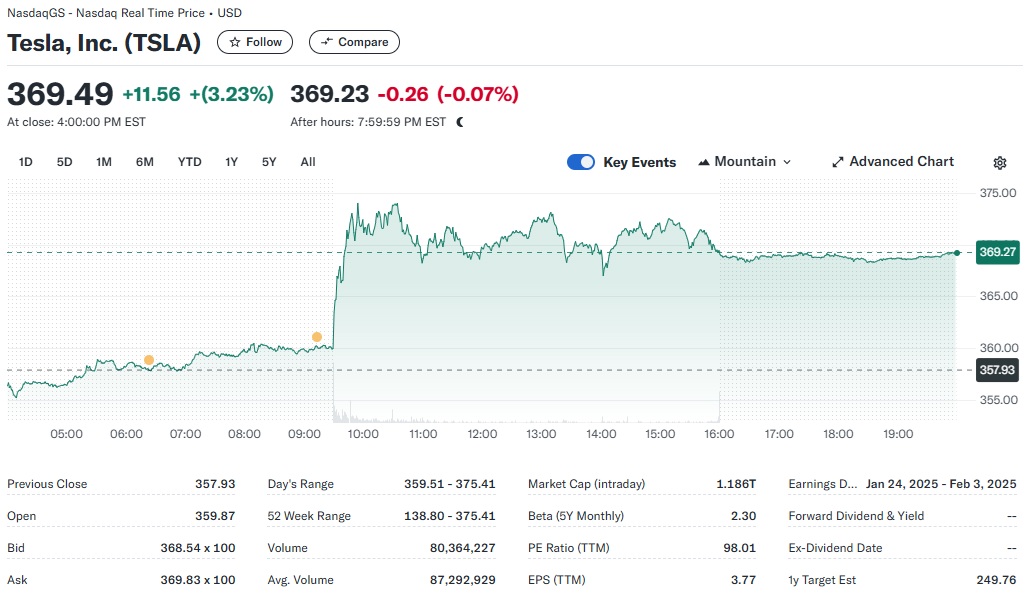 NasdaqGS - Nasdaq Real Time Price • USD
Tesla, Inc. (TSLA) Follow Compare
369.49 +11.56 +(3.23%) 369.23 -0.26 (-0.07%)
At close: 4:00:00 PM EST After hours: 7:59:59 PM EST
1D 5D 1M 6M YTD 1Y 5Y All Key Events Mountain Advanced Chart
375.00
369.27
365.00
360.00
357.93
355.00
05:00 06:00 07:00 08:00 09:00 10:00 11:00 12:00 13:00 14:00 15:00 16:00 17:00 18:00 19:00
Previous Close 357.93 Day's Range 359.51 - 375.41 Market Cap (intraday) 1.186T Earnings D... Jan 24, 2025 - Feb 3, 2025
Open 359.87 52 Week Range 138.80 - 375.41 Beta (5Y Monthly) 2.30 Forward Dividend & Yield --
Bid 368.54 x 100 Volume 80,364,227 PE Ratio (TTM) 98.01 Ex-Dividend Date --
Ask 369.83 x 100 Avg. Volume 87,292,929 EPS (TTM) 3.77 1y Target Est 249.76